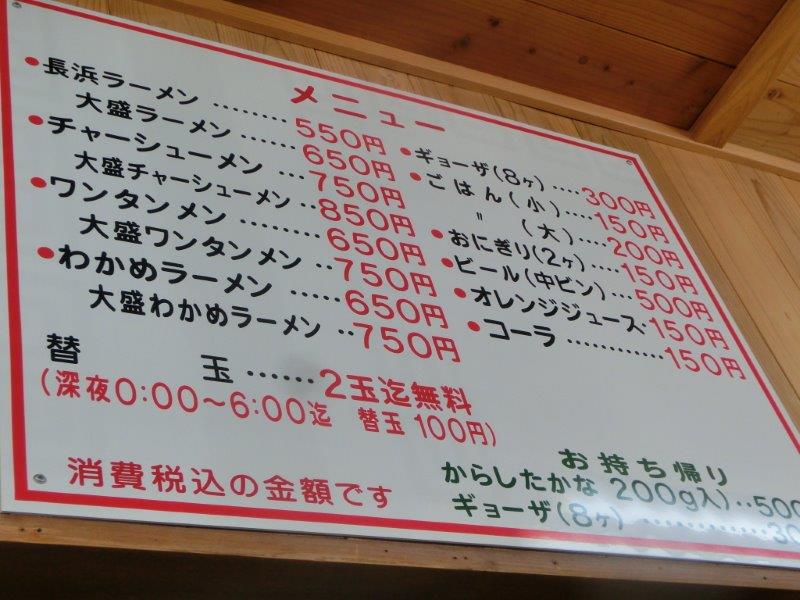 メニュー
●長浜ラーメン ........ 550円
大盛ラーメン ...... 650円
●チャーシューメン ...... 750円
大盛チャーシューメン .. 850円
●ワンタンメン ........ 650円
大盛ワンタンメン ... 750円
●わかめラーメン ..... 650円
大盛わかめラーメン .. 750円
替玉 ...... 2玉迄無料
(深夜0:00〜6:00迄 替玉 100円)
消費税込の金額です
●ギョーザ(8ヶ) .... 300円
●ごはん(小) .... 150円
〃 (大) .... 200円
●おにぎり(2ヶ) ... 150円
●ビール(中ビン) ... 500円
●オレンジジュース・150円
●コーラ ............ 150円
お持ち帰り
からしたかな 200g入) .. 500
ギョーザ(8ヶ) ............ 30